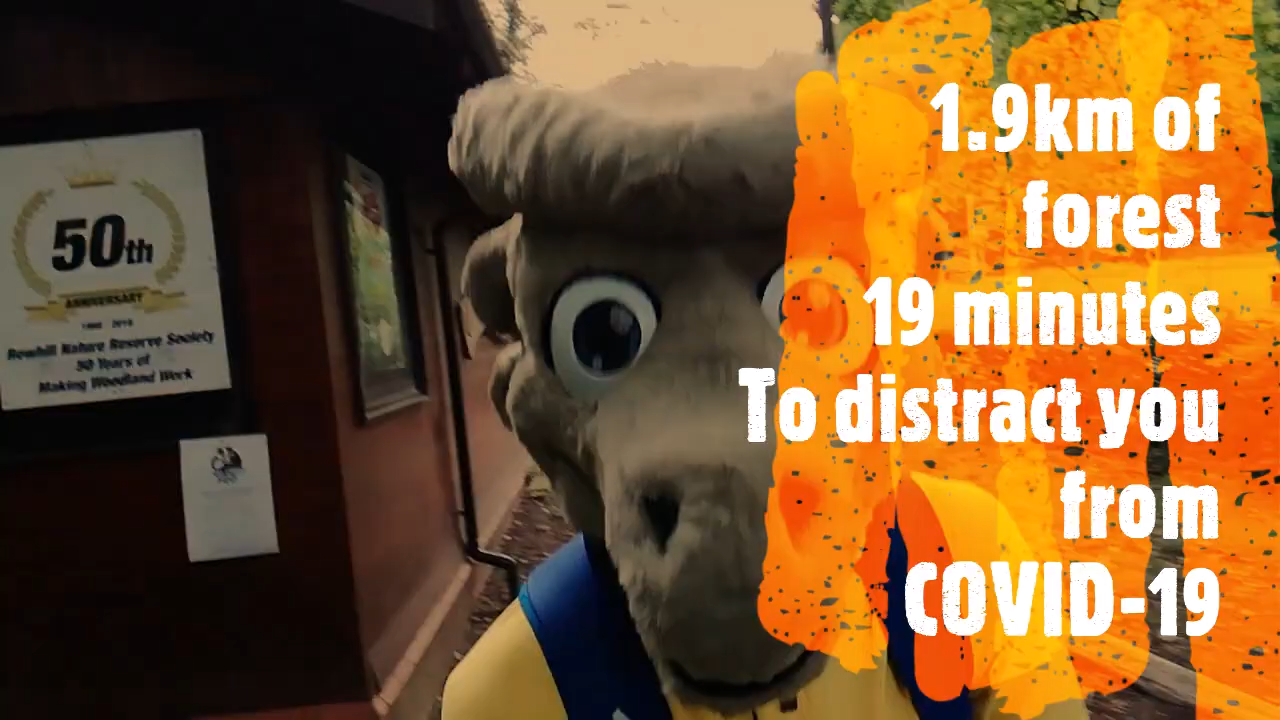 1.9km of
forest
19 minutes
To distract you
from
COVID-19
50th
ANNIVERSARY
Rowhill Nature Reserve Society
50 Years of
Making Woodland Work